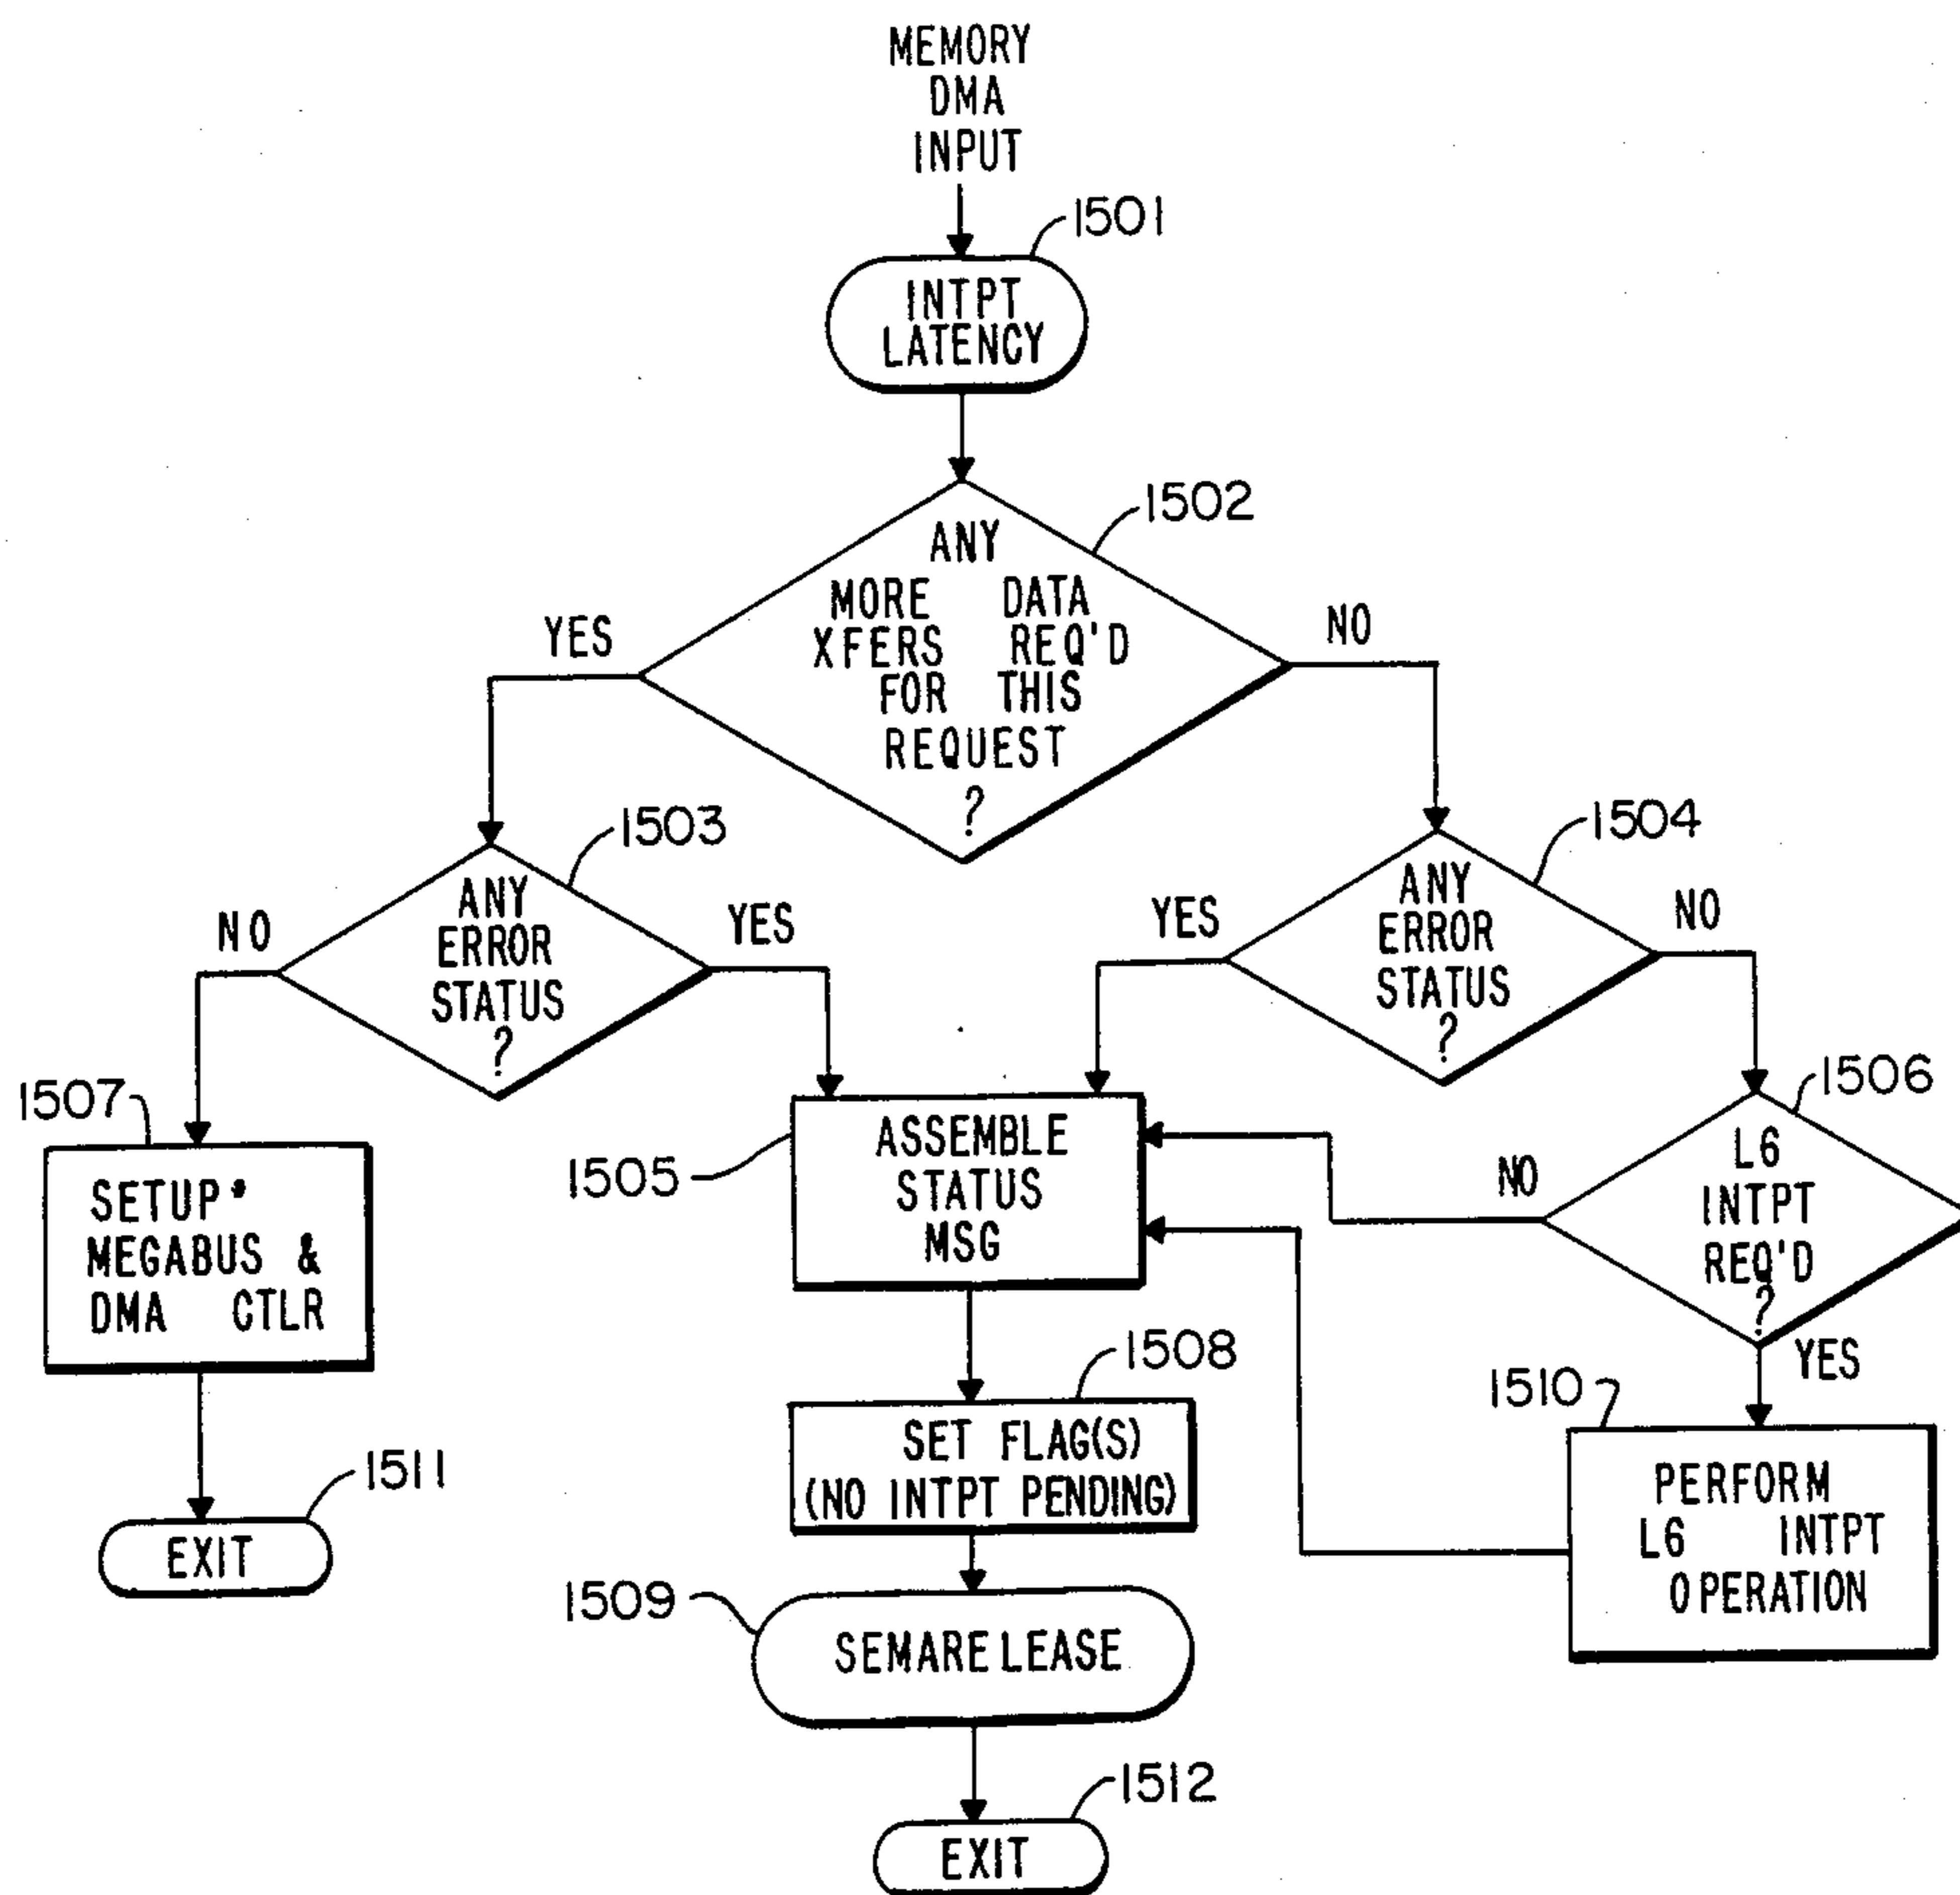 MEMORY
DMA
INPUT
1501
INTPT
LATENCY
1502
ANY
MORE DATA
XFERS REQ'D
FOR THIS
REQUEST
?
YES
NO
1503
ANY
ERROR
STATUS
?
NO
YES
1504
ANY
ERROR
STATUS
?
YES
NO
1507
SETUP*
MEGABUS &
DMA CTLR
1505
ASSEMBLE
STATUS
MSG
1506
L6
INTPT
REQ'D
?
NO
YES
1508
SET FLAG(S)
(NO INTPT PENDING)
1510
PERFORM
L6 INTPT
OPERATION
1511
EXIT
1509
SEMARE LEASE
1512
EXIT